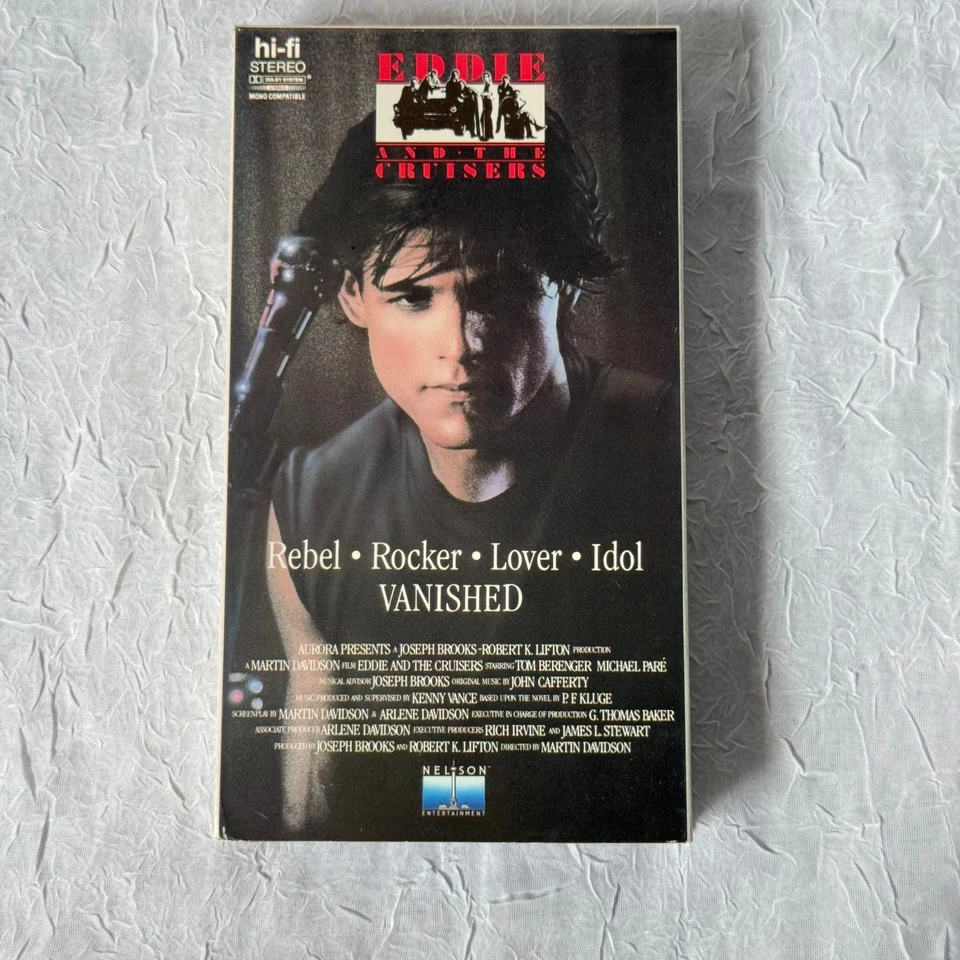 hi-fi
STEREO
DOLBY SYSTEM
MONO COMPATIBLE
EDDIE
AND · THE
CRUISERS
Rebel • Rocker • Lover • Idol
VANISHED
AURORA PRESENTS A JOSEPH BROOKS-ROBERT K. LIFTON PRODUCTION
A MARTIN DAVIDSON FILM EDDIE AND THE CRUISERS STARRING TOM BERENGER MICHAEL PARÉ
MUSICAL ADVISOR JOSEPH BROOKS ORIGINAL MUSIC BY JOHN CAFFERTY
MUSIC PRODUCED AND SUPERVISED BY KENNY VANCE BASED UPON THE NOVEL BY P. F. KLUGE
SCREENPLAY BY MARTIN DAVIDSON & ARLENE DAVIDSON EXECUTIVE IN CHARGE OF PRODUCTION G. THOMAS BAKER
ASSOCIATE PRODUCER ARLENE DAVIDSON EXECUTIVE PRODUCERS RICH IRVINE AND JAMES L. STEWART
PRODUCED BY JOSEPH BROOKS AND ROBERT K. LIFTON DIRECTED BY MARTIN DAVIDSON
NELSON™
ENTERTAINMENT